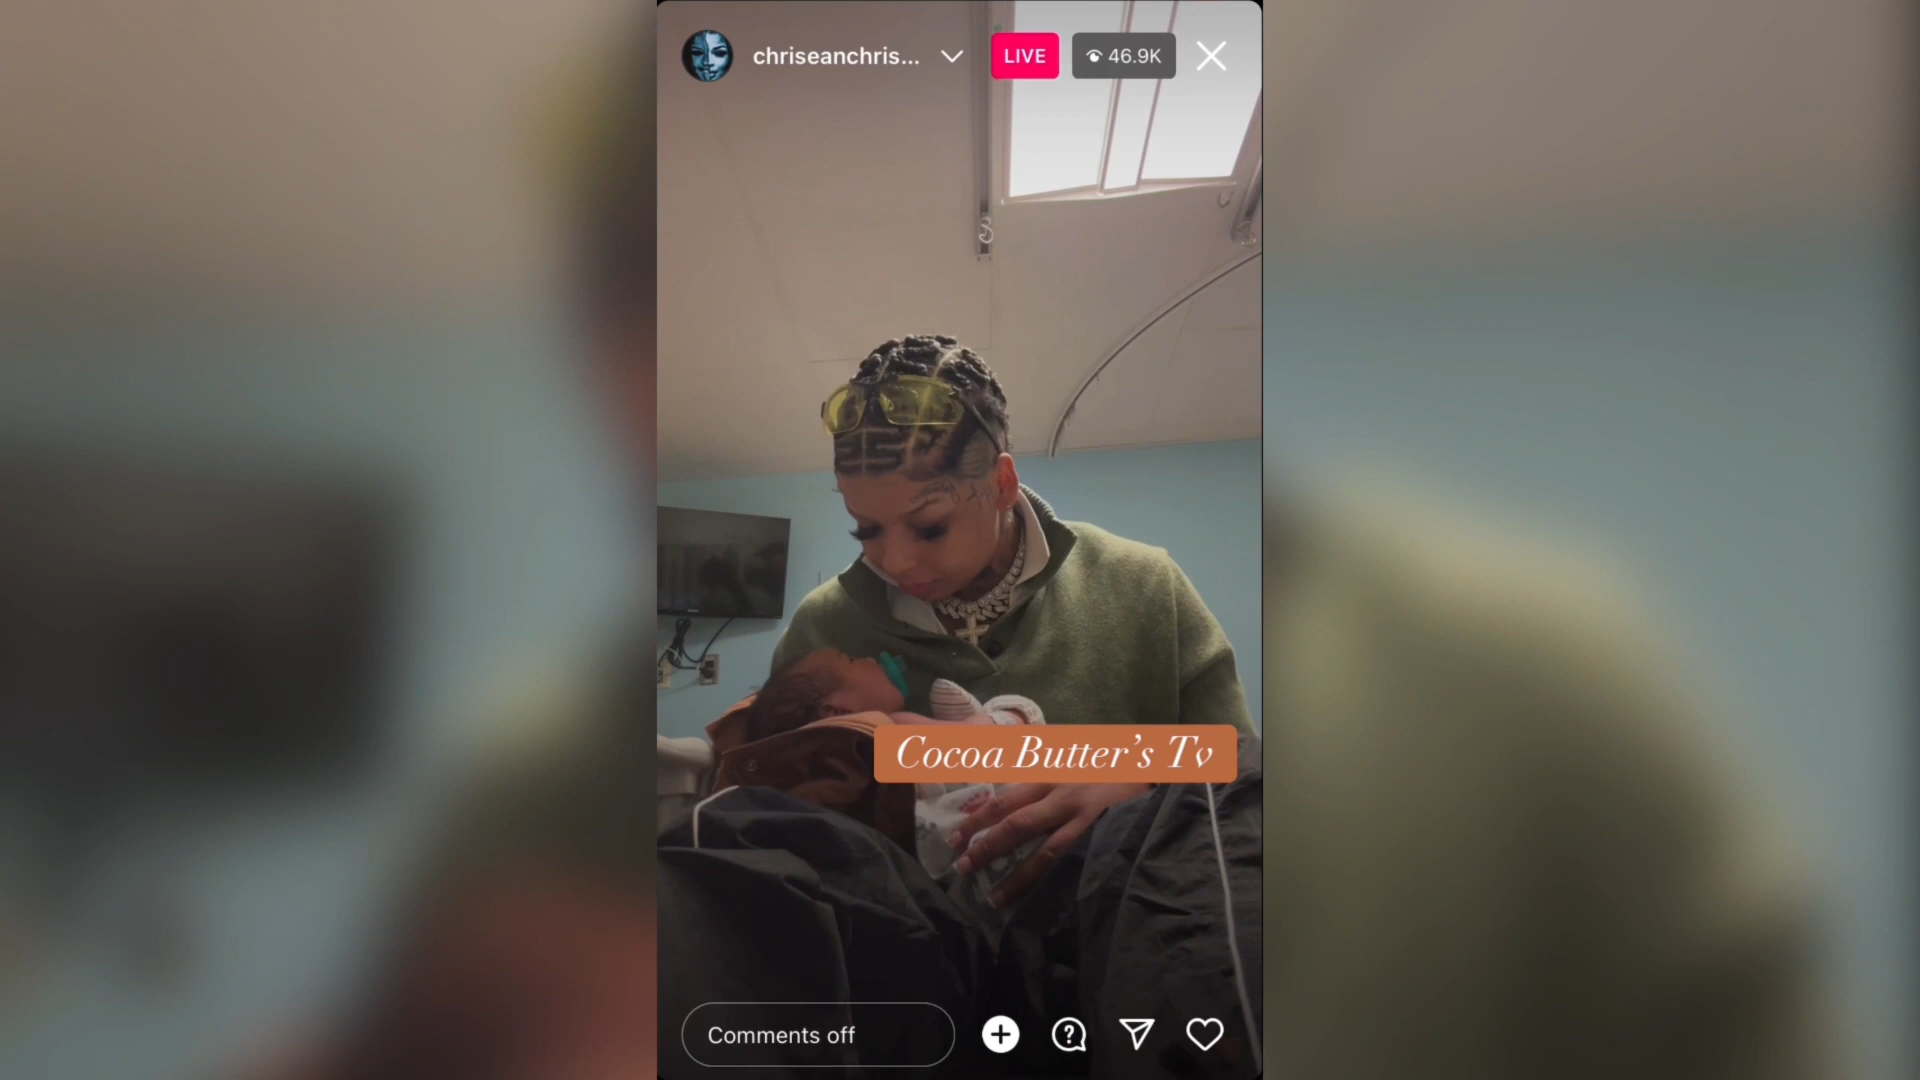 chriseanchris...
LIVE
46.9K
Cocoa Butter's Tv
Comments off